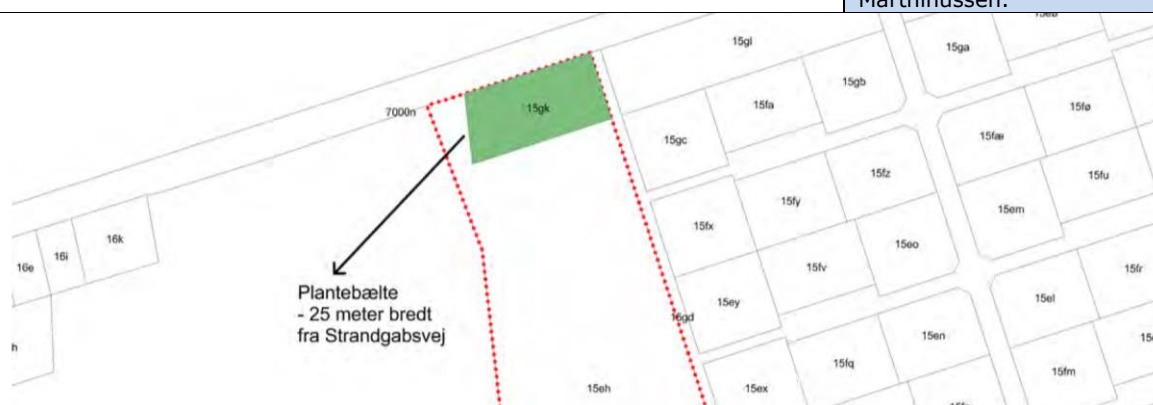 Marthinussen.
15gl
15ga
15gb
15gk
7000n
15fa
15fø
15gc
15fæ
15fz
15fu
15fy
15em
15fx
16k
15eo
16i
16e
15fv
15fr
Plantebælte
- 25 meter bredt
fra Strandgabsvej
15ey
15el
15en
h
15fq
15fm
15eh
15ex